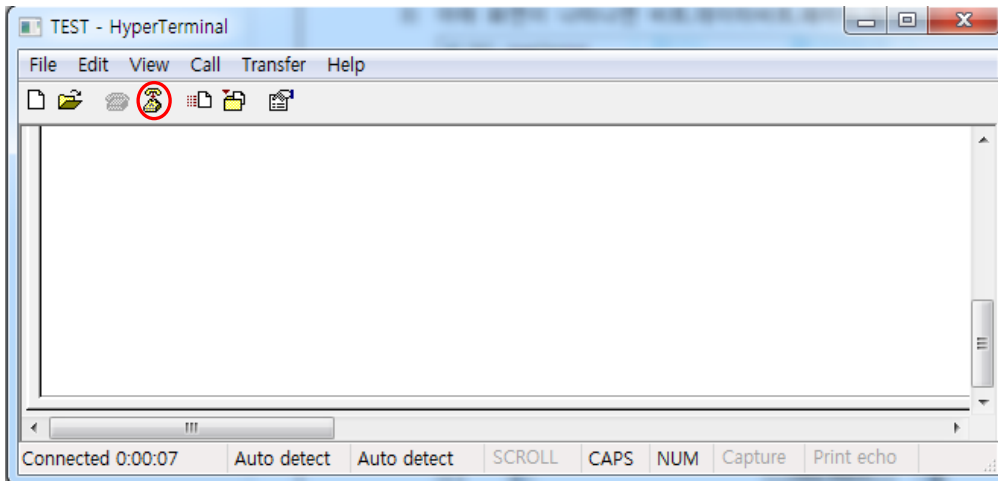 TEST - HyperTerminal
File Edit View Call Transfer Help
Connected 0:00:07 Auto detect Auto detect SCROLL CAPS NUM Capture Print echo